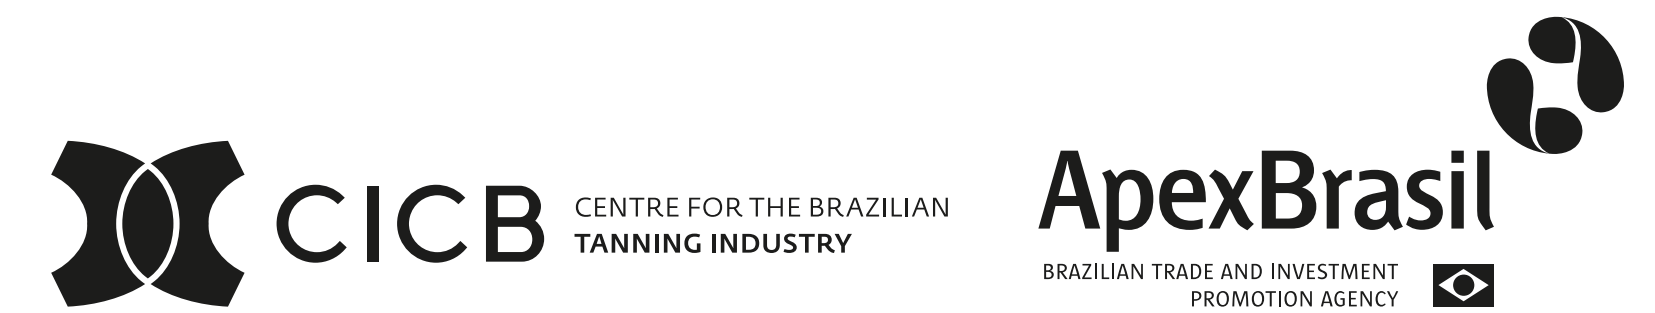 CICB
CENTRE FOR THE BRAZILIAN
TANNING INDUSTRY
ApexBrasil
BRAZILIAN TRADE AND INVESTMENT
PROMOTION AGENCY